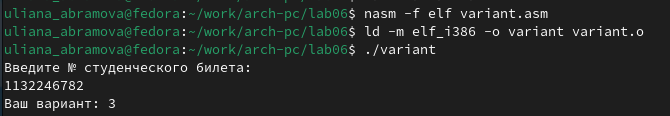 uliana_abramova@fedora:~/work/arch-pc/lab06$ nasm -f elf variant.asm
uliana_abramova@fedora:~/work/arch-pc/lab06$ ld -m elf_i386 -o variant variant.o
uliana_abramova@fedora:~/work/arch-pc/lab06$ ./variant
Введите № студенческого билета:
1132246782
Ваш вариант: 3